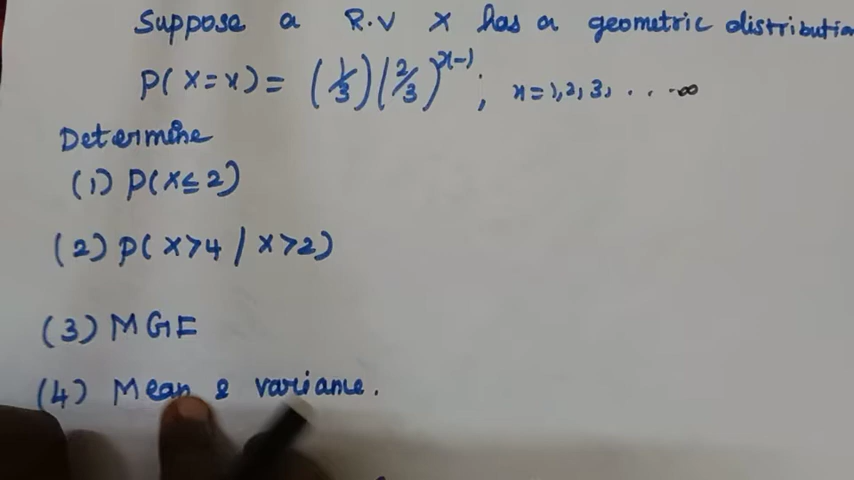 Suppose a R.V X has a geometric distribution
P(X=x) = (1/3)(2/3)^x-1; x=1,2,3,....∞
Determine
(1) P(X≤2)
(2) P(X>4 / X>2)
(3) MGF
(4) Mean & variance.